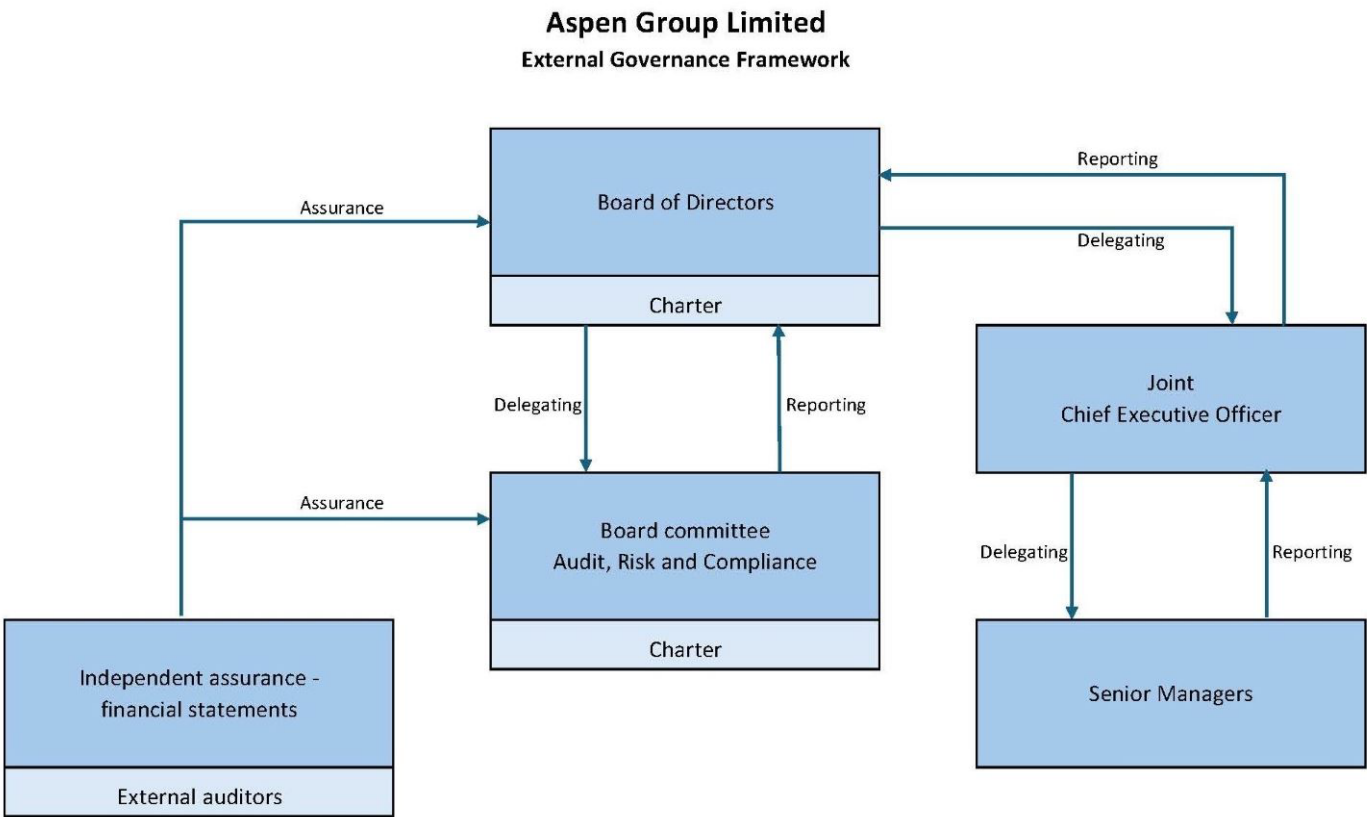 Aspen Group Limited
External Governance Framework
Reporting
Board of Directors
Assurance
Delegating
Charter
Joint
Chief Executive Officer
Delegating
Reporting
Assurance
Board committee
Audit, Risk and Compliance
Delegating
Reporting
Charter
Independent assurance -
financial statements
Senior Managers
External auditors